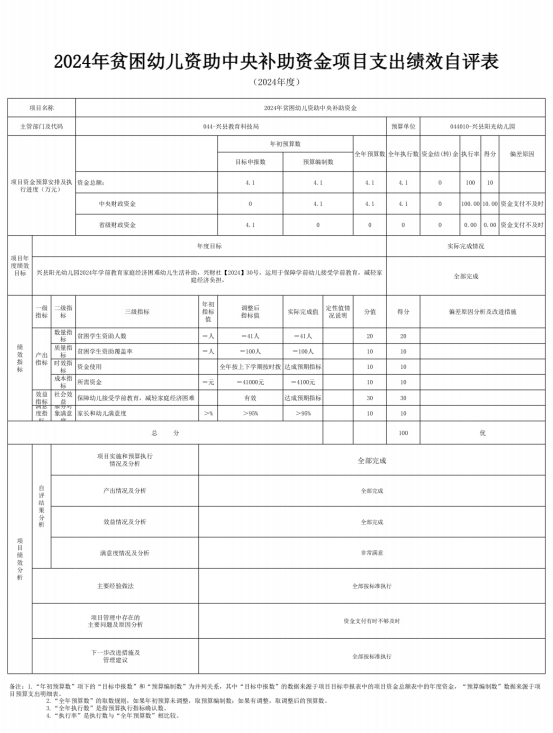 2024年贫困幼儿资助中央补助资金项目支出绩效自评表
（2024年度）
项目名称 2024年贫困幼儿资助中央补助资金
主管部门及代码 044-兴县教育科技局 预算单位 044010-兴县阳光幼儿园
项目资金预算安排及执行进度（万元） 年初预算数 全年预算数 全年执行数 资金结(转)余 执行率 得分 偏差原因
目标申报数 预算编制数
资金总额: 4.1 4.1 4.1 4.1 0 100 10
中央财政资金 0 4.1 4.1 4.1 0 100.00 10.00 资金支付不及时
省级财政资金 4.1 0 0 0 0 0.00 0.00 资金支付不及时
项目年度绩效目标 年度目标 实际完成情况
兴县阳光幼儿园2024年学前教育家庭经济困难幼儿生活补助，兴财社【2024】30号，运用于保障学前幼儿接受学前教育，减轻家
庭经济负担。 全部完成
绩效指标 一级指标 二级指标 三级指标 年初指标值 调整后指标值 实际完成值 定性值情况说明 分值 得分 偏差原因分析及改进措施
产出指标 数量指标 贫困学生资助人数 =人 =41人 =41人 20 20
质量指标 贫困学生资助覆盖率 =人 =100人 =100人 10 10
时效指标 资金使用 全年按上下学期按时拨 达成预期指标 10 10
成本指标 所需资金 =元 =41000元 =4100元 10 10
效益指标 社会效益 保障幼儿接受学前教育，减轻家庭经济困难 有效 达成预期指标 30 30
满意度指标 服务对象满意度 家长和幼儿满意度 >% >95% >95% 10 10
总 分 100 优
项目绩效分析 自评结果分析 项目实施和预算执行情况及分析 全部完成
产出情况及分析 全部完成
效益情况及分析 全部完成
满意度情况及分析 非常满意
主要经验做法 全部按标准执行
项目管理中存在的主要问题及原因分析 资金支付有时不够及时
下一步改进措施及管理建议 全部按标准执行
备注：1.“年初预算数”项下的“目标申报数”和“预算编制数”为并列关系，其中“目标申报数”的数据来源于项目目标申报表中的项目资金总额表中的年度资金，“预算编制数”数据来源于项
目预算支出明细表。
2.“全年预算数”的取数规则，如果年初预算未调整，取预算编制数；如果有调整，取调整后的预算数。
3.“全年执行数”是指预算执行指标确认数。
4.“执行率”是执行数与“全年预算数”相比较。